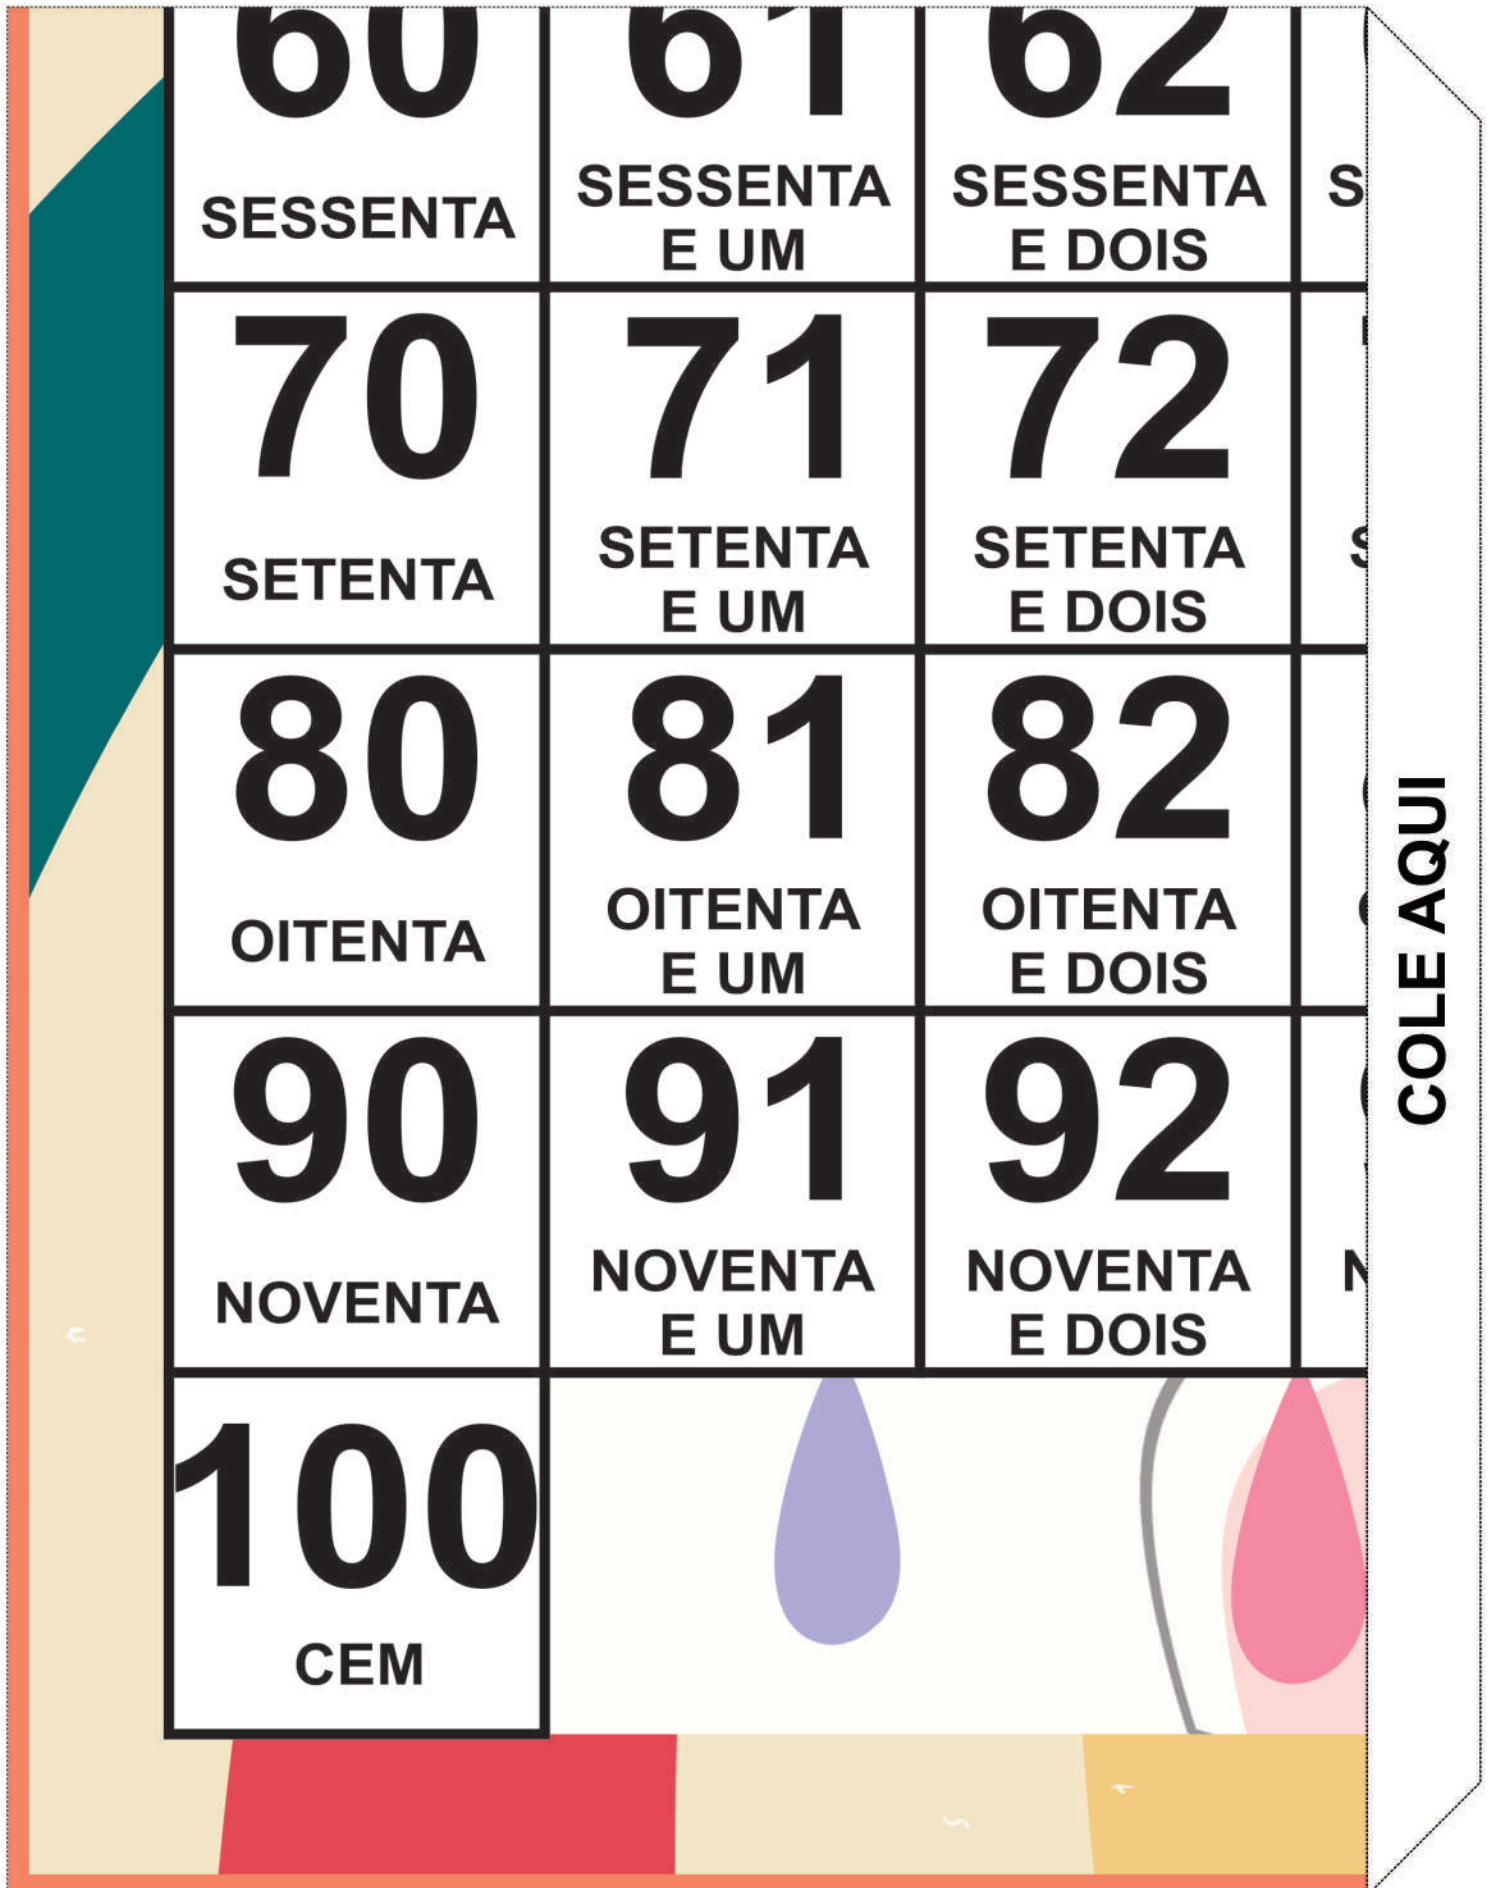 60 61 62
SESSENTA
SESSENTA
E UM
SESSENTA
E DOIS
S
70 71 72
SETENTA
SETENTA
E UM
SETENTA
E DOIS
S
80 81 82
OITENTA
OITENTA
E UM
OITENTA
E DOIS
90 91 92
NOVENTA
NOVENTA
E UM
NOVENTA
E DOIS
N
100
CEM
COLE AQUI